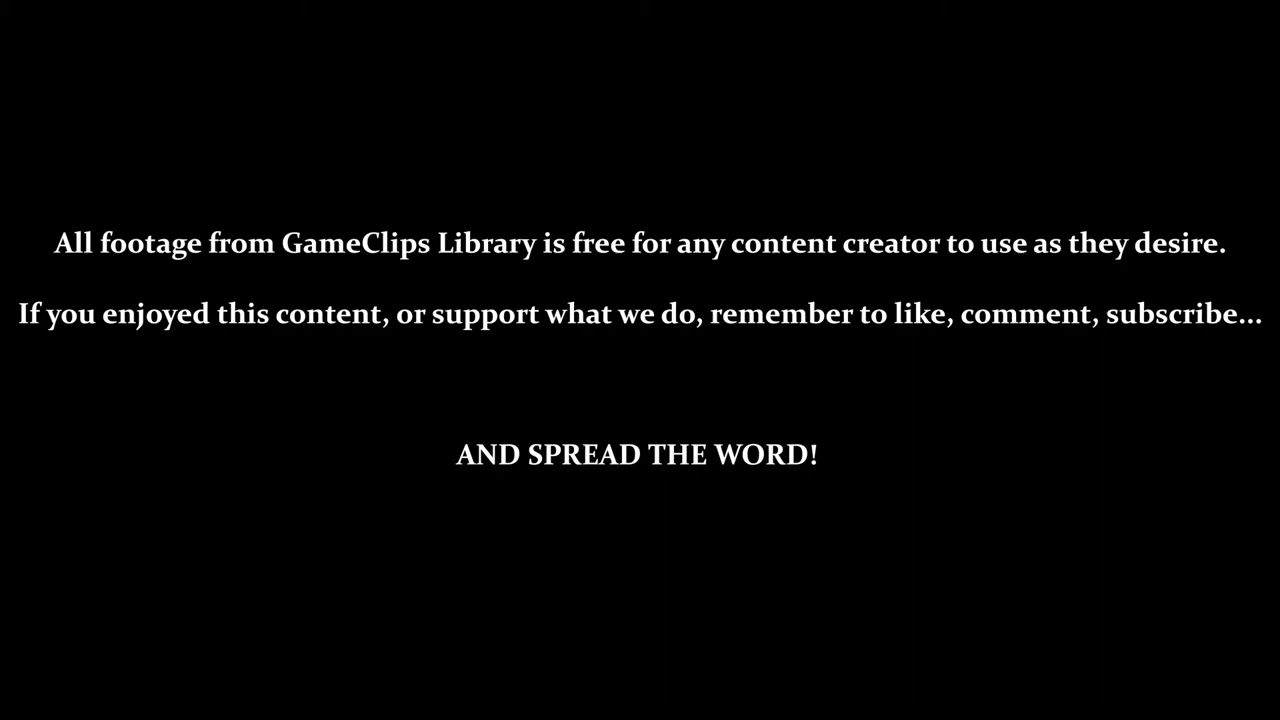 All footage from GameClips Library is free for any content creator to use as they desire.
If you enjoyed this content, or support what we do, remember to like, comment, subscribe...
AND SPREAD THE WORD!